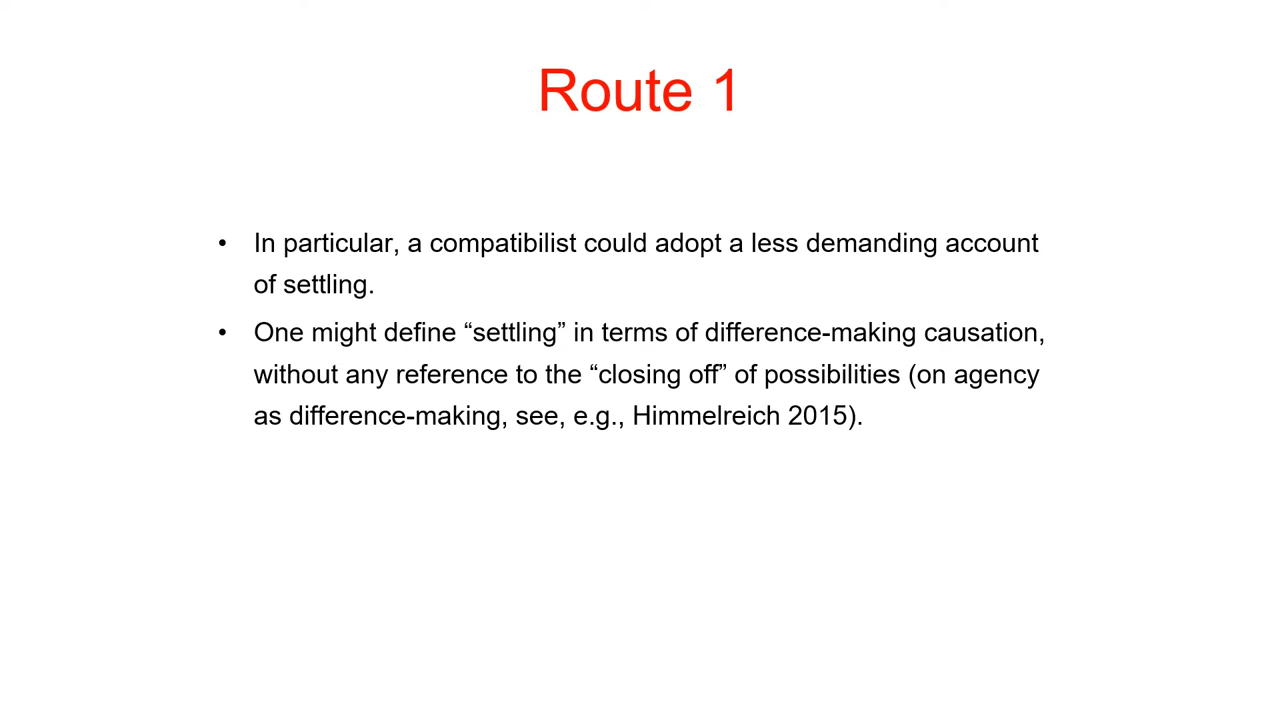 Route 1
• In particular, a compatibilist could adopt a less demanding account
of settling.
• One might define “settling” in terms of difference-making causation,
without any reference to the “closing off” of possibilities (on agency
as difference-making, see, e.g., Himmelreich 2015).